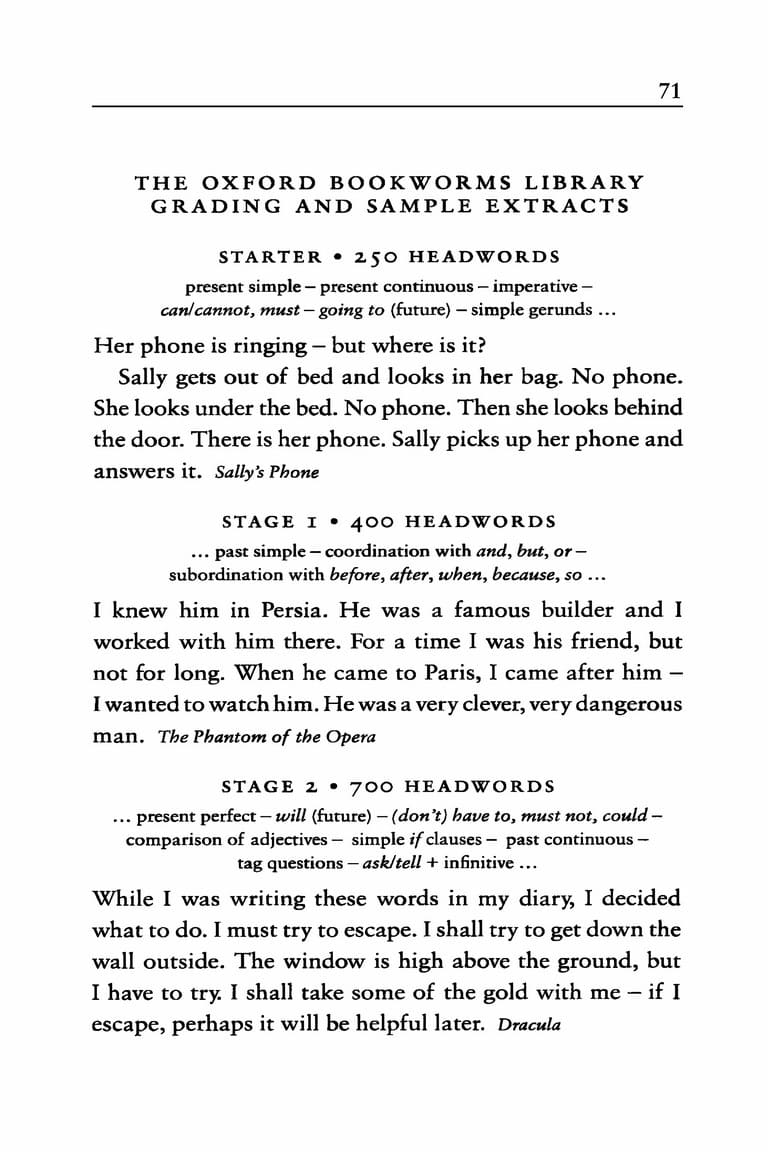 71
THE OXFORD BOOKWORMS LIBRARY
GRADING AND SAMPLE EXTRACTS
STARTER • 250 HEADWORDS
present simple – present continuous – imperative –
can/cannot, must – going to (future) – simple gerunds ...
Her phone is ringing – but where is it?
Sally gets out of bed and looks in her bag. No phone.
She looks under the bed. No phone. Then she looks behind
the door. There is her phone. Sally picks up her phone and
answers it. Sally's Phone
STAGE 1 • 400 HEADWORDS
... past simple – coordination with and, but, or –
subordination with before, after, when, because, so ...
I knew him in Persia. He was a famous builder and I
worked with him there. For a time I was his friend, but
not for long. When he came to Paris, I came after him –
I wanted to watch him. He was a very clever, very dangerous
man. The Phantom of the Opera
STAGE 2 • 700 HEADWORDS
... present perfect – will (future) – (don't) have to, must not, could –
comparison of adjectives – simple if clauses – past continuous –
tag questions – ask/tell + infinitive ...
While I was writing these words in my diary, I decided
what to do. I must try to escape. I shall try to get down the
wall outside. The window is high above the ground, but
I have to try. I shall take some of the gold with me – if I
escape, perhaps it will be helpful later. Dracula